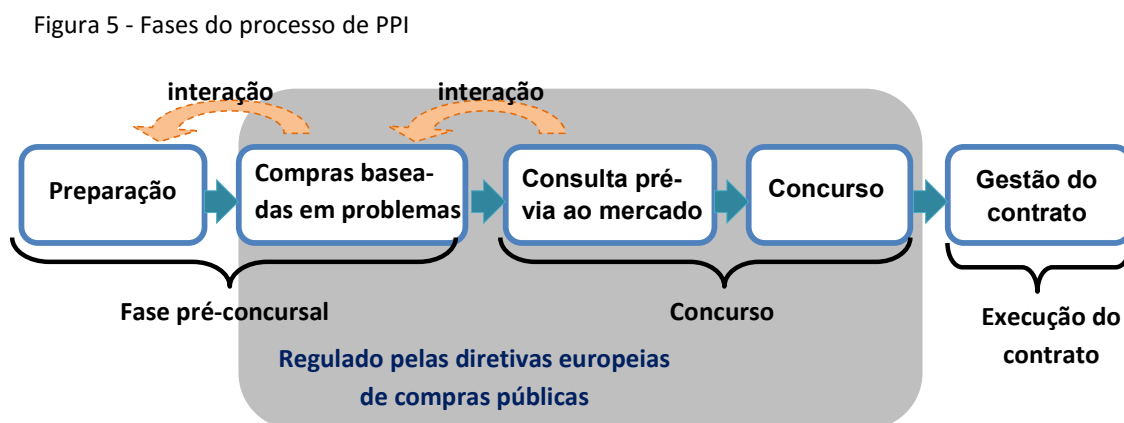 Figura 5 - Fases do processo de PPI
interação
interação
Preparação
Compras basea-
das em problemas
Consulta pré-
via ao mercado
Concurso
Gestão do
contrato
Fase pré-concursal
Concurso
Execução do
contrato
Regulado pelas diretivas europeias
de compras públicas